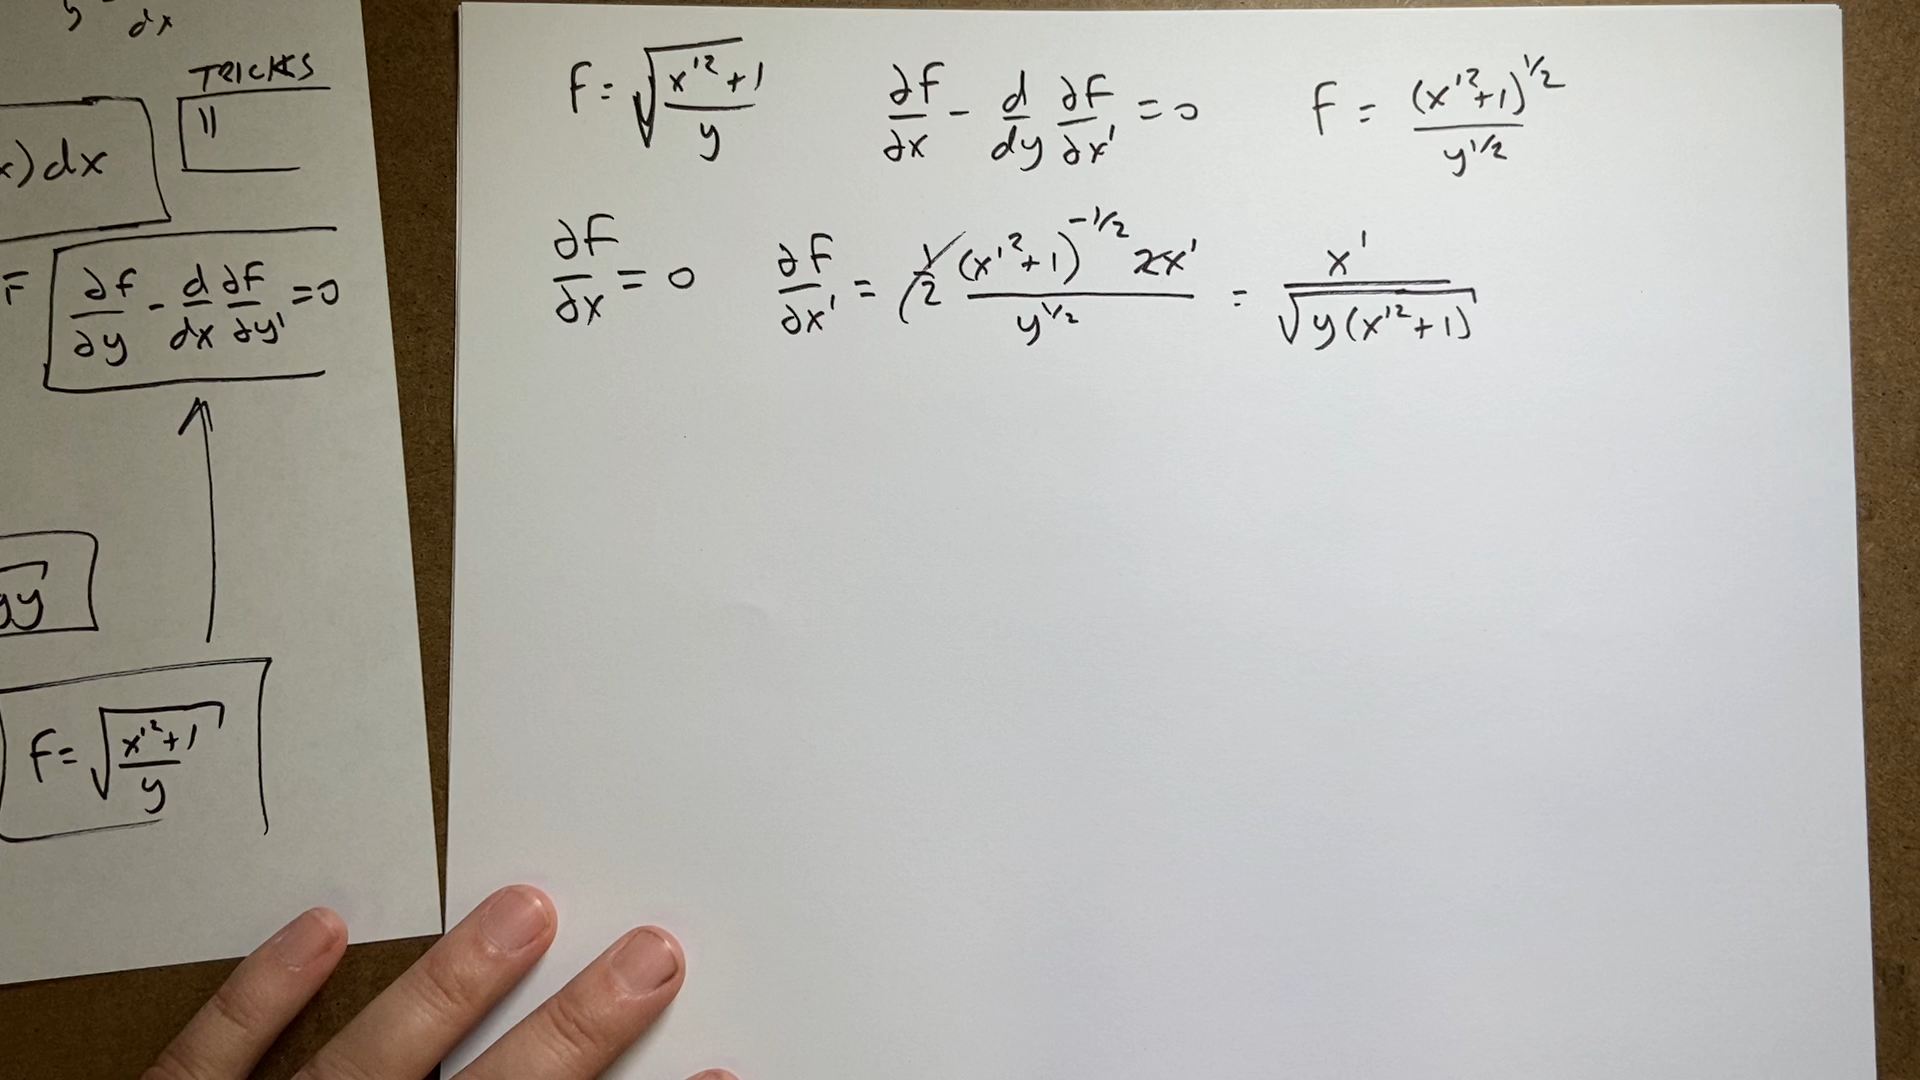 dx
TRICKS
||
x) dx
F ∂f/∂y - d/dx ∂F/∂y' = 0
gy
F = √((x'² + 1)/y)
F = √((x'² + 1)/y)    ∂F/∂x - d/dy ∂F/∂x' = 0    F = (x'² + 1)^1/2 / y^1/2
∂F/∂x = 0    ∂F/∂x' = (1/2 (x'² + 1)^-1/2 2x' / y^1/2 = x' / √(y(x'² + 1))